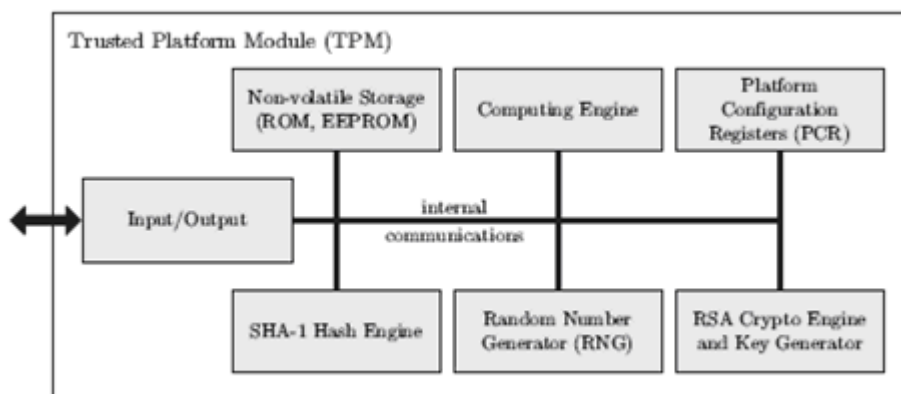 Trusted Platform Module (TPM)
Non-volatile Storage
(ROM, EEPROM)
Computing Engine
Platform
Configuration
Registers (PCR)
Input/Output
internal
communications
SHA-1 Hash Engine
Random Number
Generator (RNG)
RSA Crypto Engine
and Key Generator